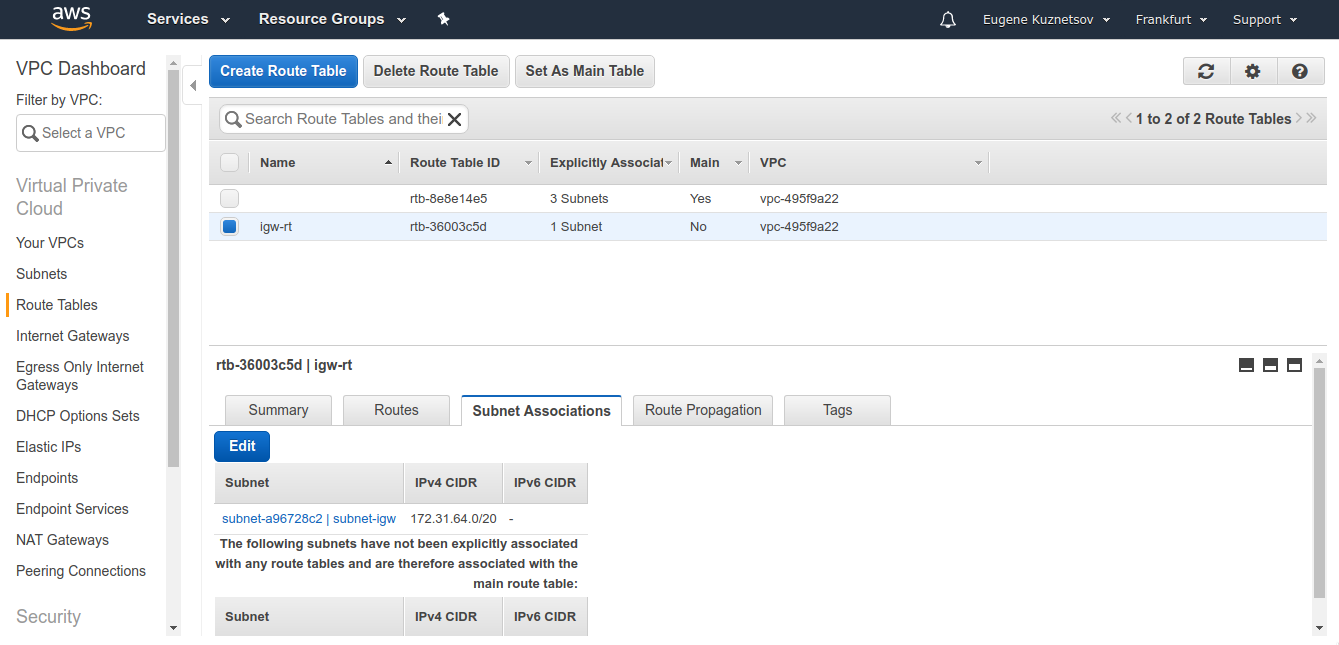 aws Services Resource Groups Eugene Kuznetsov Frankfurt Support
VPC Dashboard
Filter by VPC:
Select a VPC
Virtual Private
Cloud
Your VPCs
Subnets
Route Tables
Internet Gateways
Egress Only Internet
Gateways
DHCP Options Sets
Elastic IPs
Endpoints
Endpoint Services
NAT Gateways
Peering Connections
Security
Create Route Table Delete Route Table Set As Main Table
Search Route Tables and thei 1 to 2 of 2 Route Tables
Name Route Table ID Explicitly Associat Main VPC
rtb-8e8e14e5 3 Subnets Yes vpc-495f9a22
igw-rt rtb-36003c5d 1 Subnet No vpc-495f9a22
rtb-36003c5d | igw-rt
Summary Routes Subnet Associations Route Propagation Tags
Edit
Subnet IPv4 CIDR IPv6 CIDR
subnet-a96728c2 | subnet-igw 172.31.64.0/20 -
The following subnets have not been explicitly associated
with any route tables and are therefore associated with the
main route table:
Subnet IPv4 CIDR IPv6 CIDR